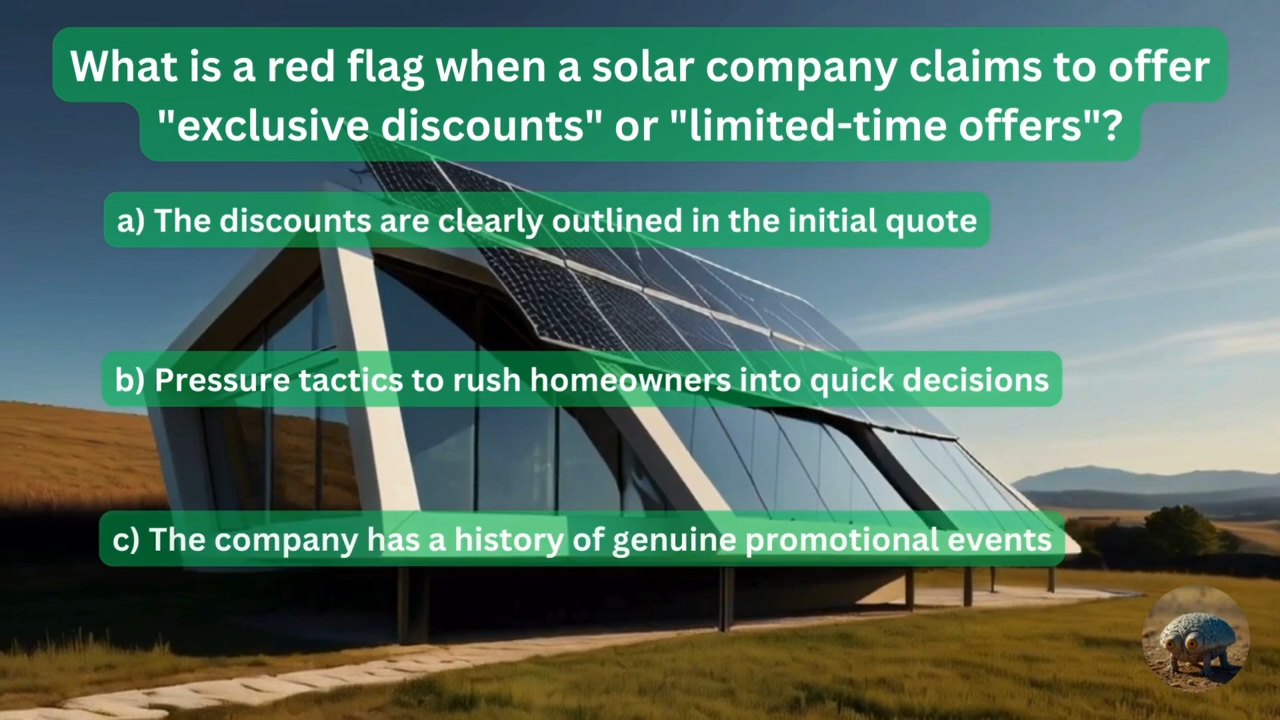 What is a red flag when a solar company claims to offer
"exclusive discounts" or "limited-time offers"?
a) The discounts are clearly outlined in the initial quote
b) Pressure tactics to rush homeowners into quick decisions
c) The company has a history of genuine promotional events